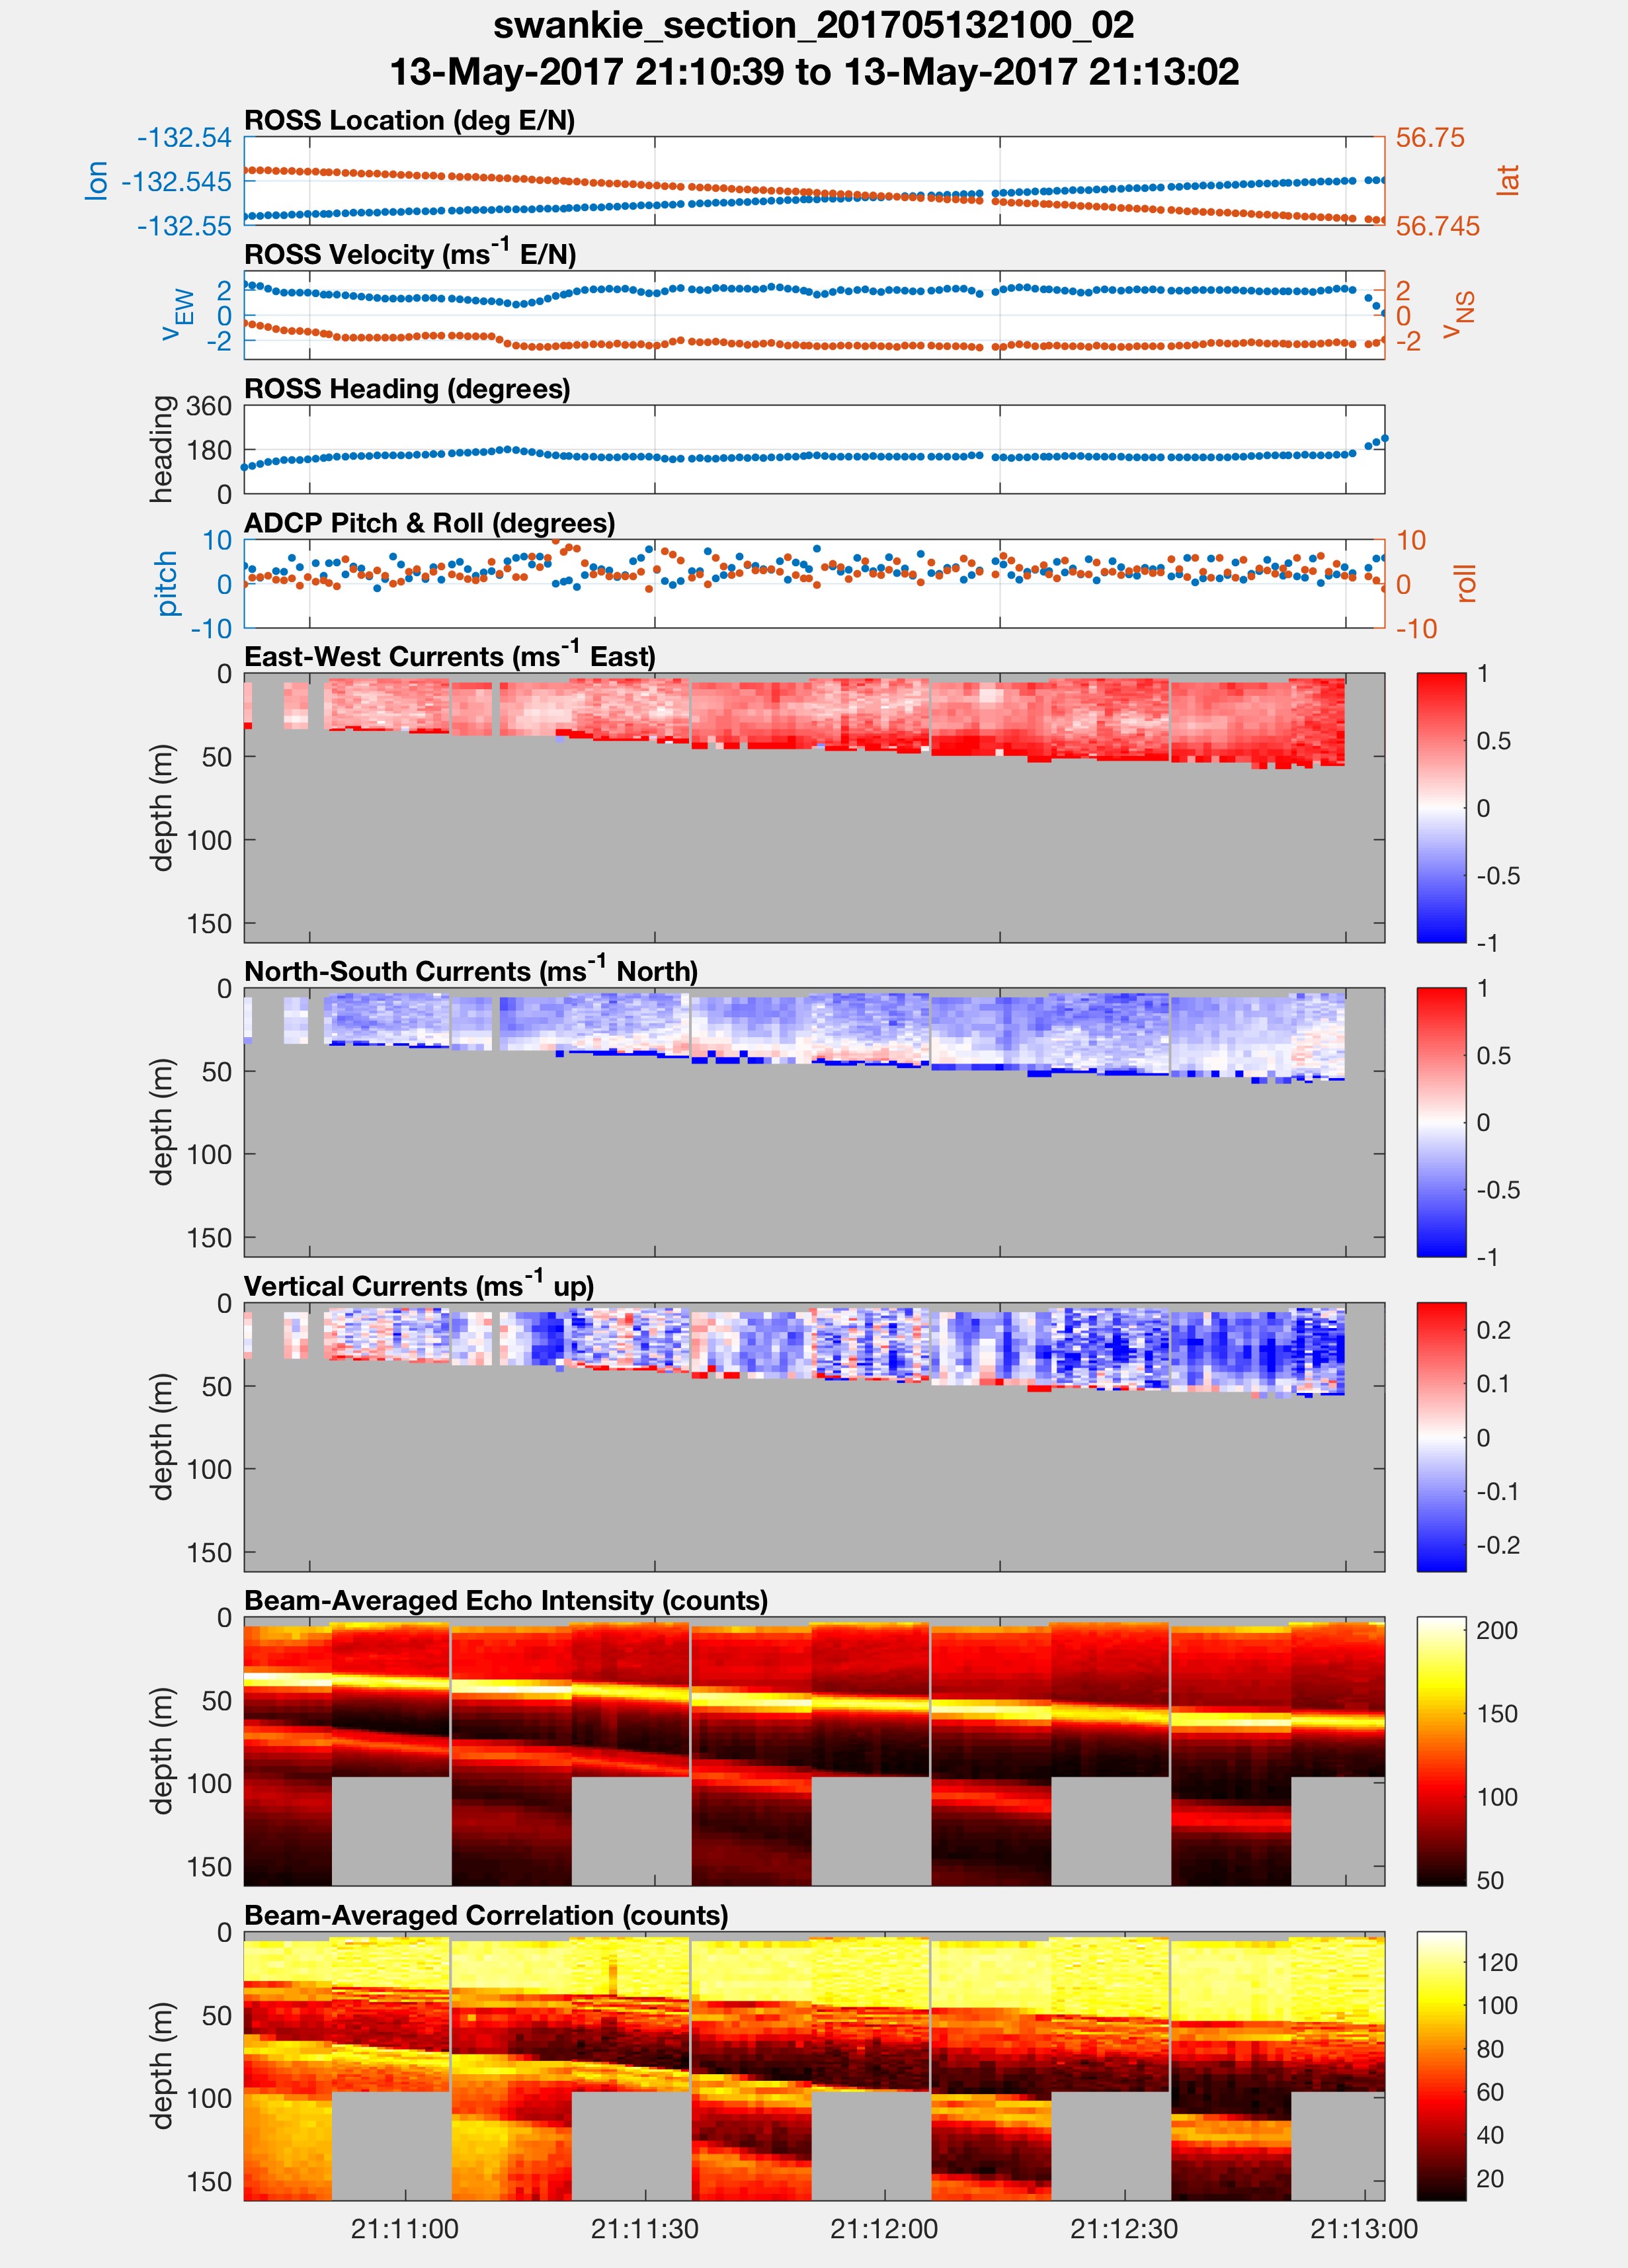 swankie_section_201705132100_02
13-May-2017 21:10:39 to 13-May-2017 21:13:02
ROSS Location (deg E/N)
-132.54
-132.545
-132.55
lon
56.75
56.745
lat
ROSS Velocity (ms-1 E/N)
2
0
-2
vEW
2
0
-2
vNS
ROSS Heading (degrees)
360
180
0
heading
ADCP Pitch & Roll (degrees)
10
0
-10
pitch
10
0
-10
roll
East-West Currents (ms-1 East)
0
50
100
150
depth (m)
1
0.5
0
-0.5
-1
North-South Currents (ms-1 North)
0
50
100
150
depth (m)
1
0.5
0
-0.5
-1
Vertical Currents (ms-1 up)
0
50
100
150
depth (m)
0.2
0.1
0
-0.1
-0.2
Beam-Averaged Echo Intensity (counts)
0
50
100
150
depth (m)
200
150
100
50
Beam-Averaged Correlation (counts)
0
50
100
150
depth (m)
120
100
80
60
40
20
21:11:00 21:11:30 21:12:00 21:12:30 21:13:00